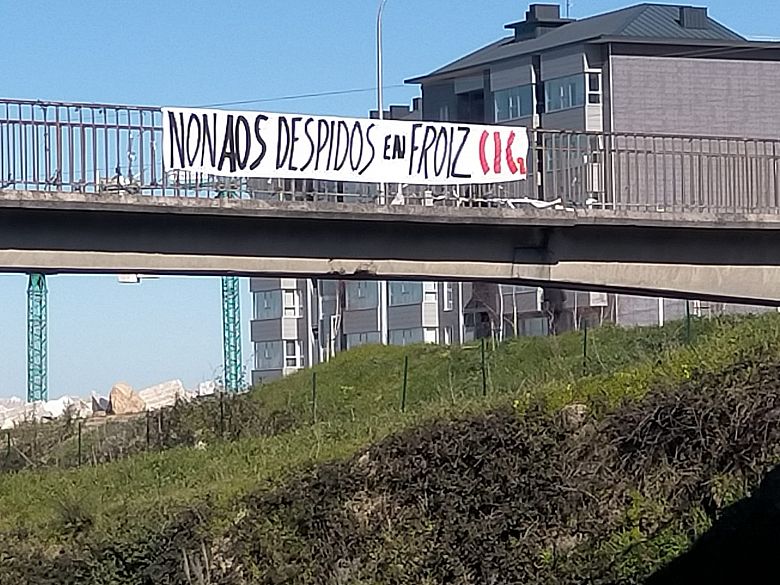 NON AOS DESPIDOS EN FROIZ CIG